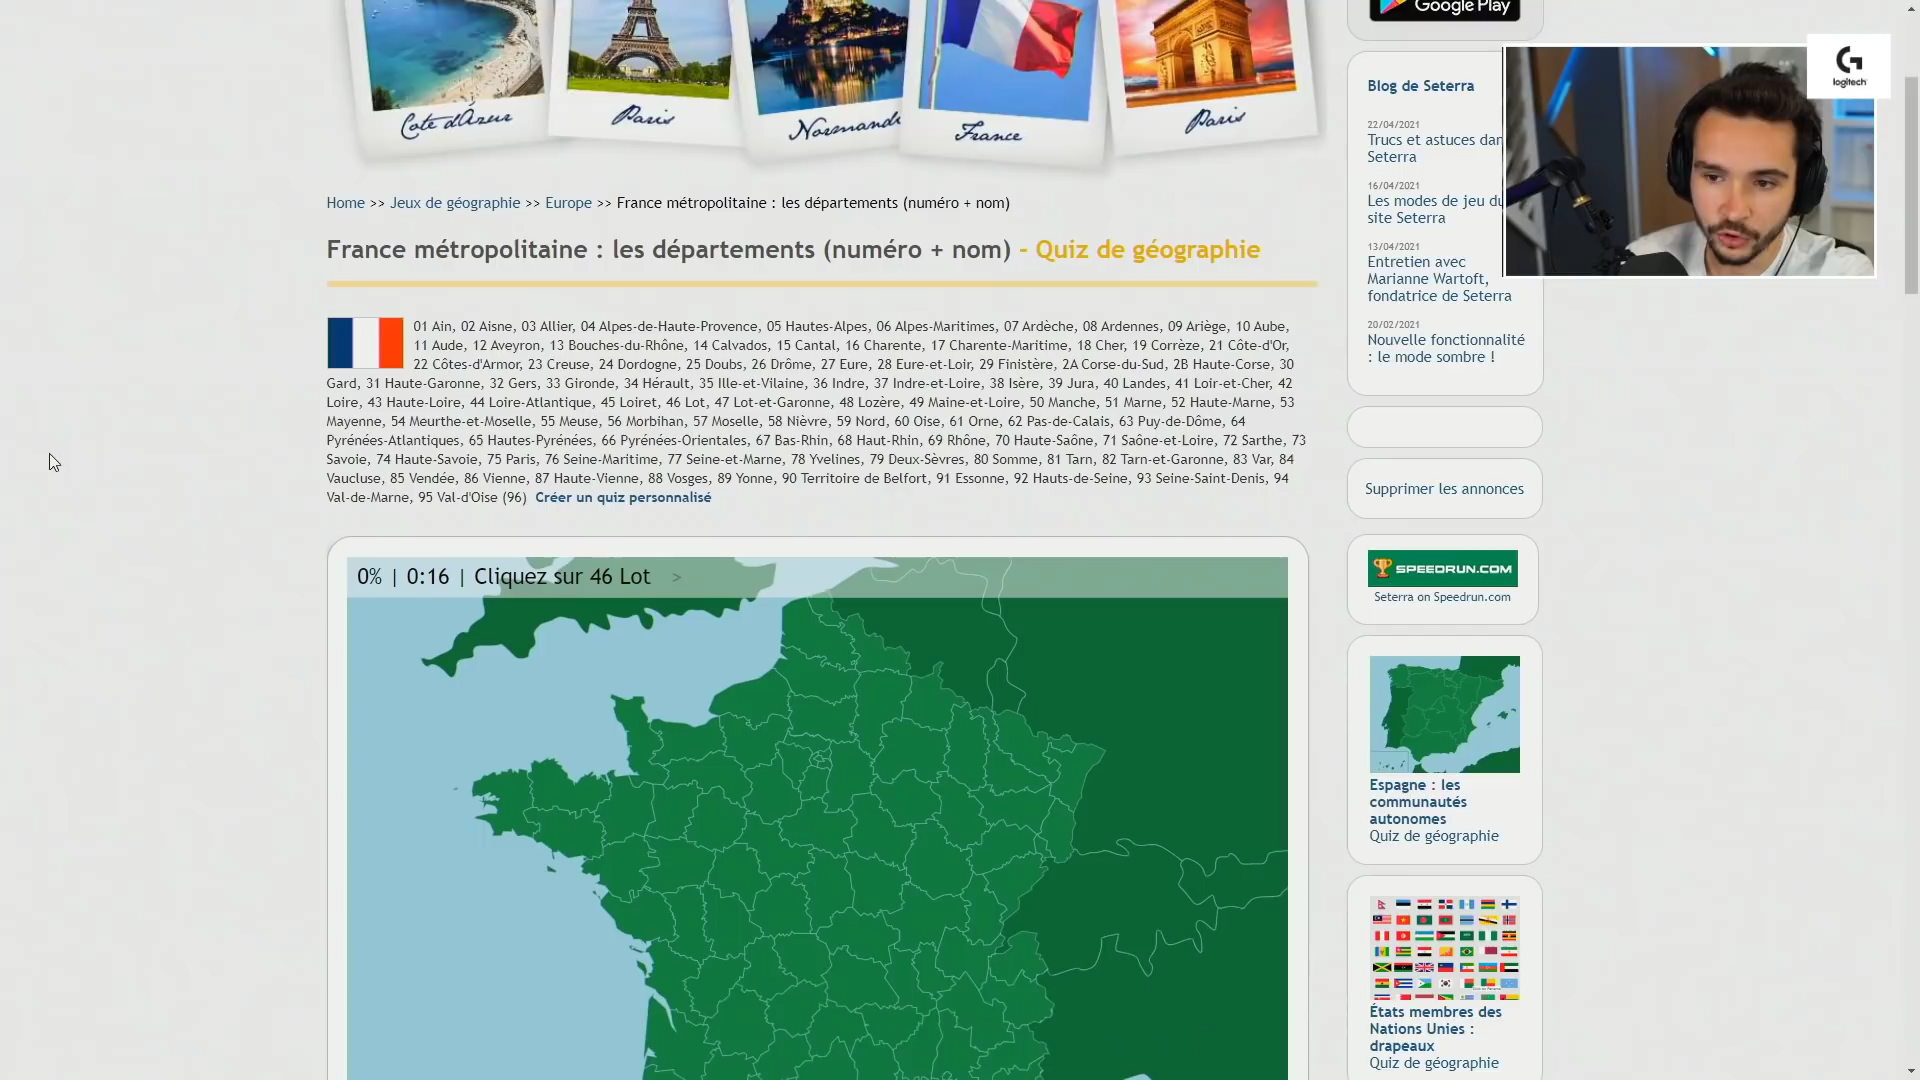 Google Play
logitech
Cote d'Azur
Paris
Normand
France
Paris
Home >> Jeux de géographie >> Europe >> France métropolitaine : les départements (numéro + nom)
France métropolitaine : les départements (numéro + nom) - Quiz de géographie
01 Ain, 02 Aisne, 03 Allier, 04 Alpes-de-Haute-Provence, 05 Hautes-Alpes, 06 Alpes-Maritimes, 07 Ardèche, 08 Ardennes, 09 Ariège, 10 Aube,
11 Aude, 12 Aveyron, 13 Bouches-du-Rhône, 14 Calvados, 15 Cantal, 16 Charente, 17 Charente-Maritime, 18 Cher, 19 Corrèze, 21 Côte-d'Or,
22 Côtes-d'Armor, 23 Creuse, 24 Dordogne, 25 Doubs, 26 Drôme, 27 Eure, 28 Eure-et-Loir, 29 Finistère, 2A Corse-du-Sud, 2B Haute-Corse, 30
Gard, 31 Haute-Garonne, 32 Gers, 33 Gironde, 34 Hérault, 35 Ille-et-Vilaine, 36 Indre, 37 Indre-et-Loire, 38 Isère, 39 Jura, 40 Landes, 41 Loir-et-Cher, 42
Loire, 43 Haute-Loire, 44 Loire-Atlantique, 45 Loiret, 46 Lot, 47 Lot-et-Garonne, 48 Lozère, 49 Maine-et-Loire, 50 Manche, 51 Marne, 52 Haute-Marne, 53
Mayenne, 54 Meurthe-et-Moselle, 55 Meuse, 56 Morbihan, 57 Moselle, 58 Nièvre, 59 Nord, 60 Oise, 61 Orne, 62 Pas-de-Calais, 63 Puy-de-Dôme, 64
Pyrénées-Atlantiques, 65 Hautes-Pyrénées, 66 Pyrénées-Orientales, 67 Bas-Rhin, 68 Haut-Rhin, 69 Rhône, 70 Haute-Saône, 71 Saône-et-Loire, 72 Sarthe, 73
Savoie, 74 Haute-Savoie, 75 Paris, 76 Seine-Maritime, 77 Seine-et-Marne, 78 Yvelines, 79 Deux-Sèvres, 80 Somme, 81 Tarn, 82 Tarn-et-Garonne, 83 Var, 84
Vaucluse, 85 Vendée, 86 Vienne, 87 Haute-Vienne, 88 Vosges, 89 Yonne, 90 Territoire de Belfort, 91 Essonne, 92 Hauts-de-Seine, 93 Seine-Saint-Denis, 94
Val-de-Marne, 95 Val-d'Oise (96) Créer un quiz personnalisé
0% | 0:16 | Cliquez sur 46 Lot >
Blog de Seterra
22/04/2021
Trucs et astuces dan
Seterra
16/04/2021
Les modes de jeu du
site Seterra
13/04/2021
Entretien avec
Marianne Wartoft,
fondatrice de Seterra
20/02/2021
Nouvelle fonctionnalité
: le mode sombre !
Supprimer les annonces
SPEEDRUN.COM
Seterra on Speedrun.com
Espagne : les
communautés
autonomes
Quiz de géographie
États membres des
Nations Unies :
drapeaux
Quiz de géographie